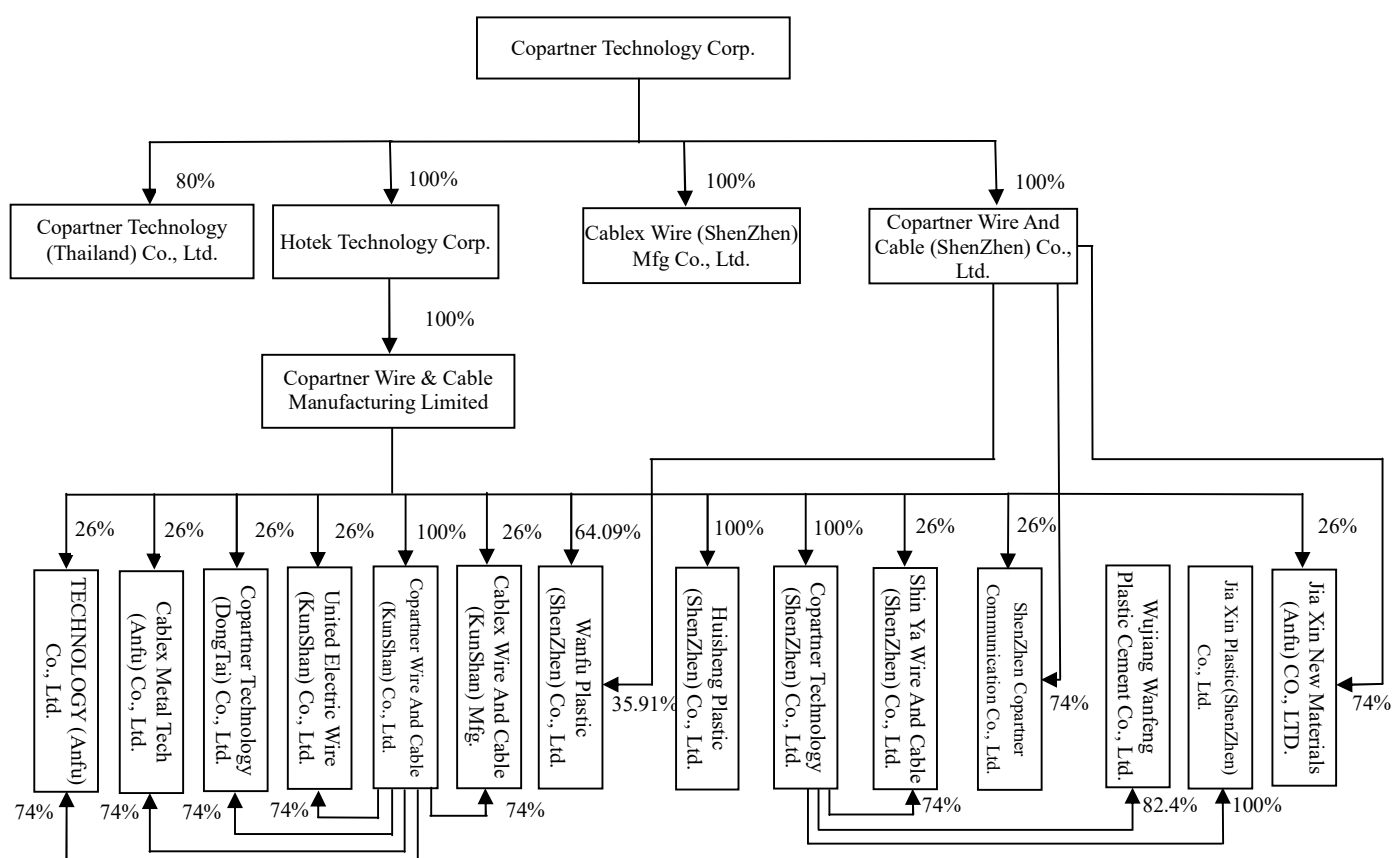 Copartner Technology Corp.
80%
100%
100%
100%
Copartner Technology
(Thailand) Co., Ltd.
Hotek Technology Corp.
Cablex Wire (ShenZhen)
Mfg Co., Ltd.
Copartner Wire And
Cable (ShenZhen) Co.,
Ltd.
100%
Copartner Wire & Cable
Manufacturing Limited
26%
26%
26%
26%
100%
26%
64.09%
100%
100%
26%
26%
26%
TECHNOLOGY (Anfu)
Co., Ltd.
Cablex Metal Tech
(Anfu) Co., Ltd.
Copartner Technology
(DongTai) Co., Ltd.
United Electric Wire
(KunShan) Co., Ltd.
Copartner Wire And Cable
(KunShan) Co., Ltd.
Cablex Wire And Cable
(KunShan) Mfg.
Wanfu Plastic
(ShenZhen) Co., Ltd.
35.91%
Huisheng Plastic
(ShenZhen) Co., Ltd.
Copartner Technology
(ShenZhen) Co., Ltd.
Shin Ya Wire And Cable
(ShenZhen) Co., Ltd.
ShenZhen Copartner
Communication Co., Ltd.
74%
Wujiang Wanfeng
Plastic Cement Co., Ltd.
Jia Xin Plastic(ShenZhen)
Co., Ltd.
Jia Xin New Materials
(Anfu) CO., LTD.
74%
74%
74%
74%
74%
74%
74%
82.4%
100%